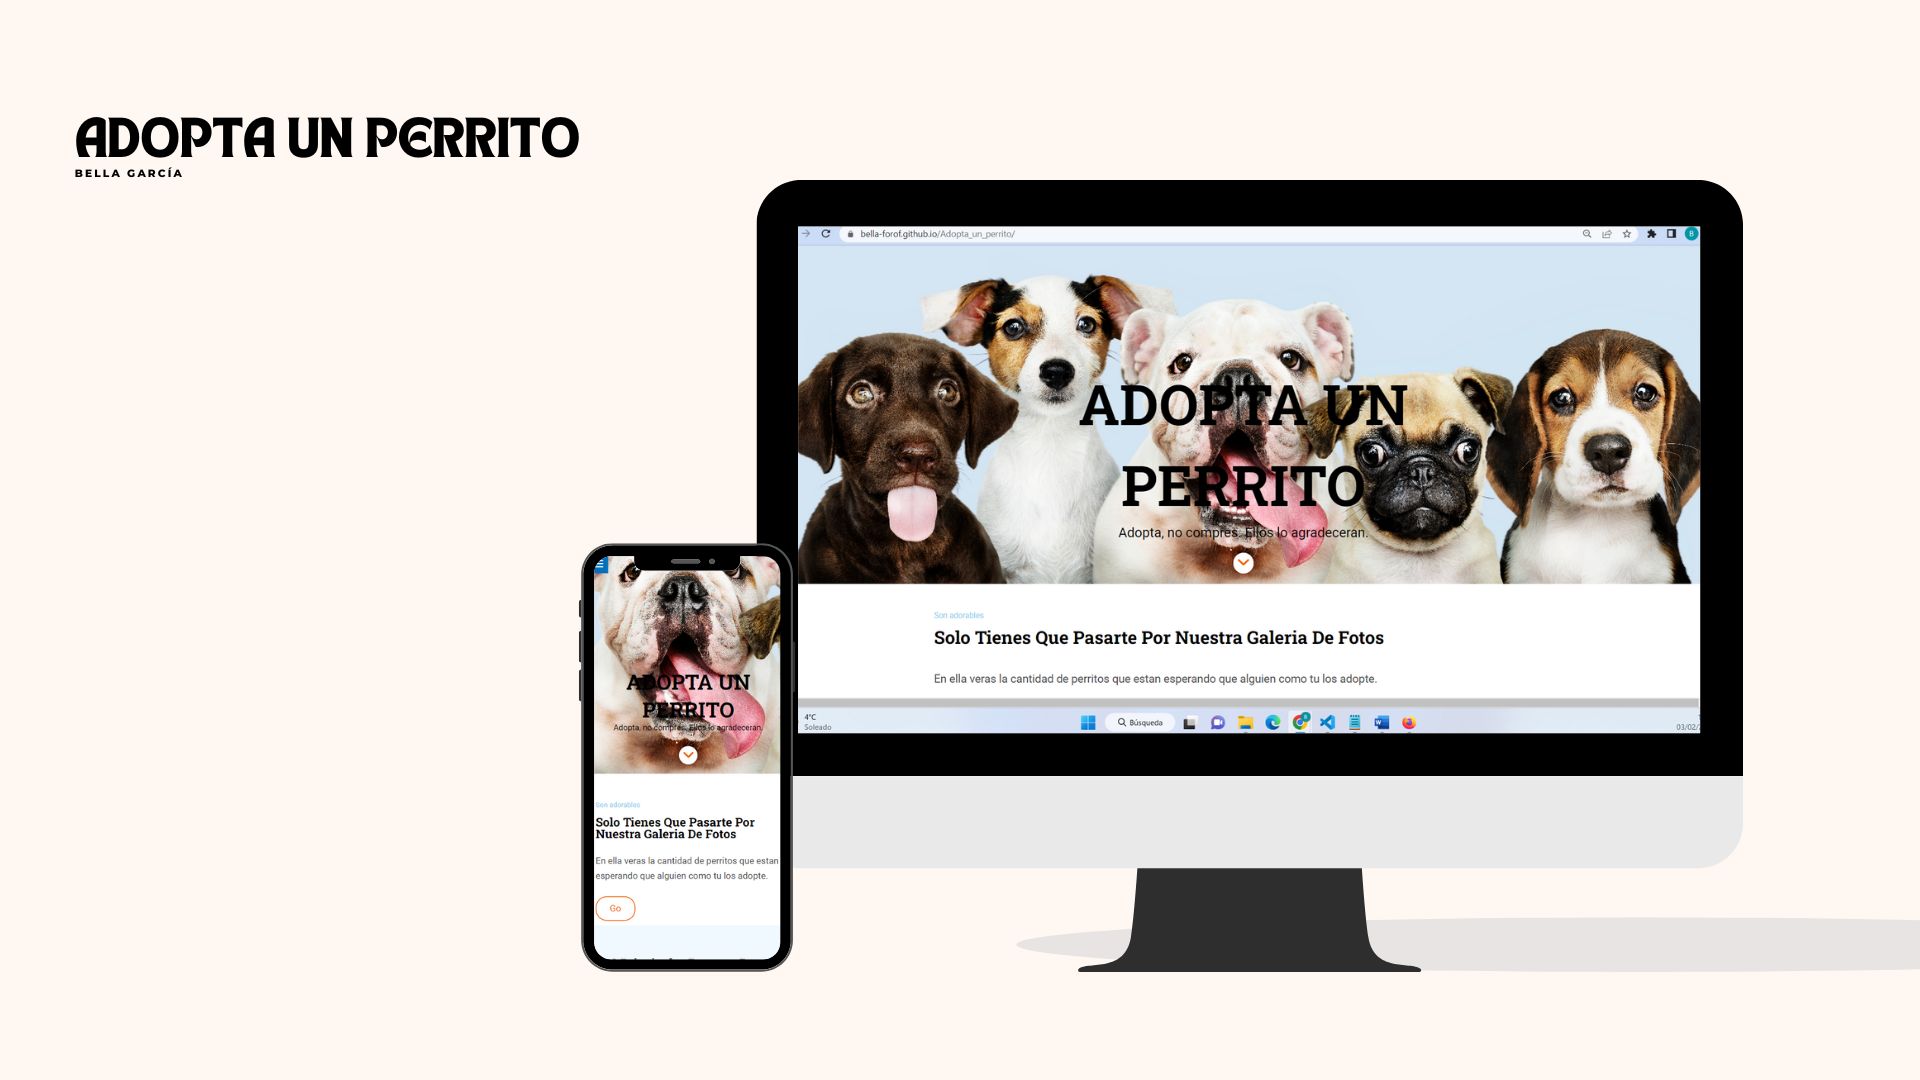 ADOPTA UN PERRITO
BELLA GARCÍA
bella-forof.github.io/Adopta_un_perrito/
B
ADOPTA UN
PERRITO
Adopta, no compres. Ellos lo agradeceran.
Son adorables
Solo Tienes Que Pasarte Por Nuestra Galeria De Fotos
En ella veras la cantidad de perritos que estan esperando que alguien como tu los adopte.
4°C
Soleado
Búsqueda
03/02/
ADOPTA UN
PERRITO
Adopta, no compres. Ellos lo agradeceran.
Son adorables
Solo Tienes Que Pasarte Por
Nuestra Galeria De Fotos
En ella veras la cantidad de perritos que estan
esperando que alguien como tu los adopte.
Go